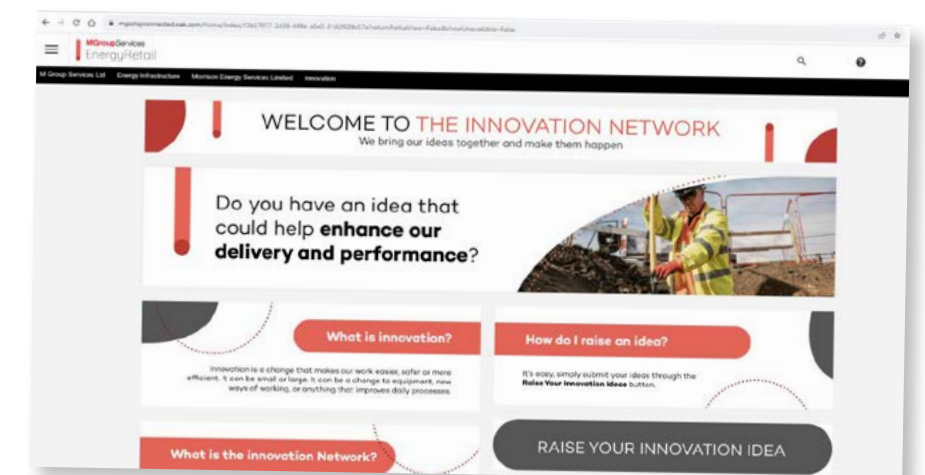 MGroupServices
EnergyRetail
M Group Services Ltd Energy Infrastructure Morrison Energy Services Limited Innovation
WELCOME TO THE INNOVATION NETWORK
We bring our ideas together and make them happen
Do you have an idea that
could help enhance our
delivery and performance?
What is innovation?
Innovation is a change that makes our work easier, safer or more
efficient. It can be small or large. It can be a change to equipment, new
ways of working, or anything that improves daily processes.
How do I raise an idea?
It's easy, simply submit your ideas through the
Raise Your Innovation Ideas button.
What is the innovation Network?
RAISE YOUR INNOVATION IDEA